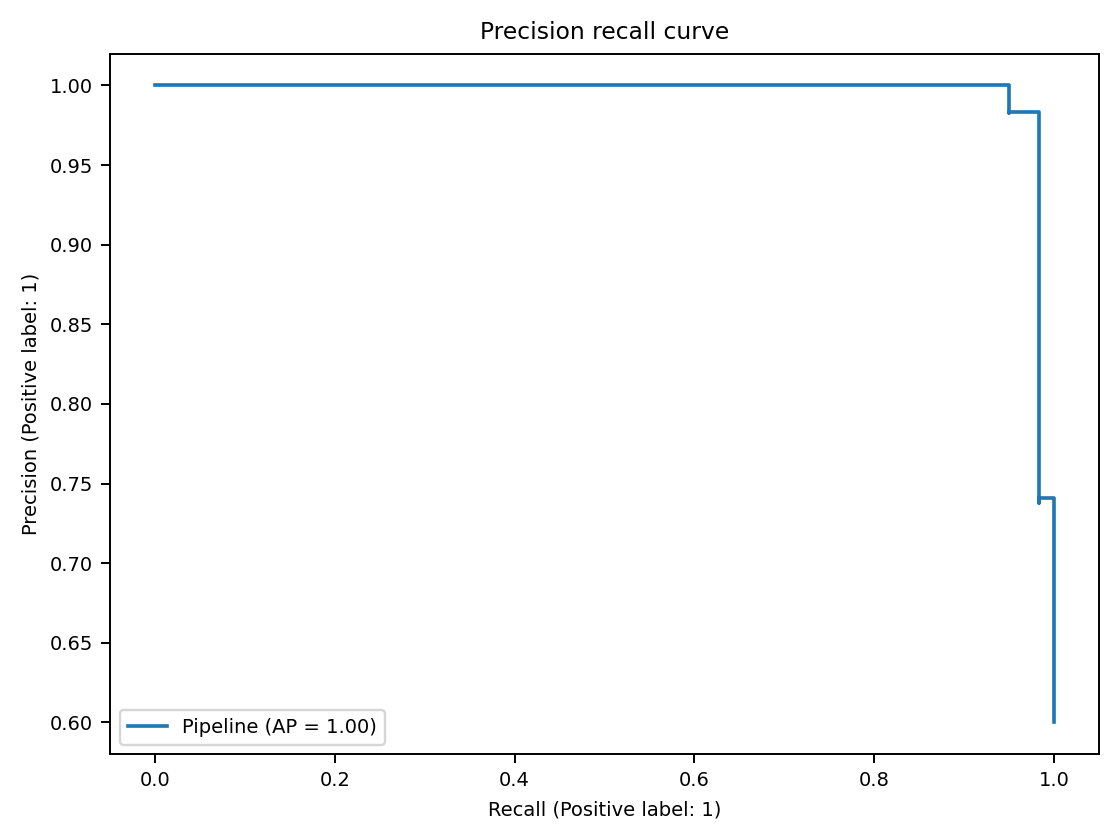 Precision recall curve
1.00
0.95
0.90
0.85
0.80
0.75
0.70
0.65
0.60
Precision (Positive label: 1)
Pipeline (AP = 1.00)
0.0 0.2 0.4 0.6 0.8 1.0
Recall (Positive label: 1)